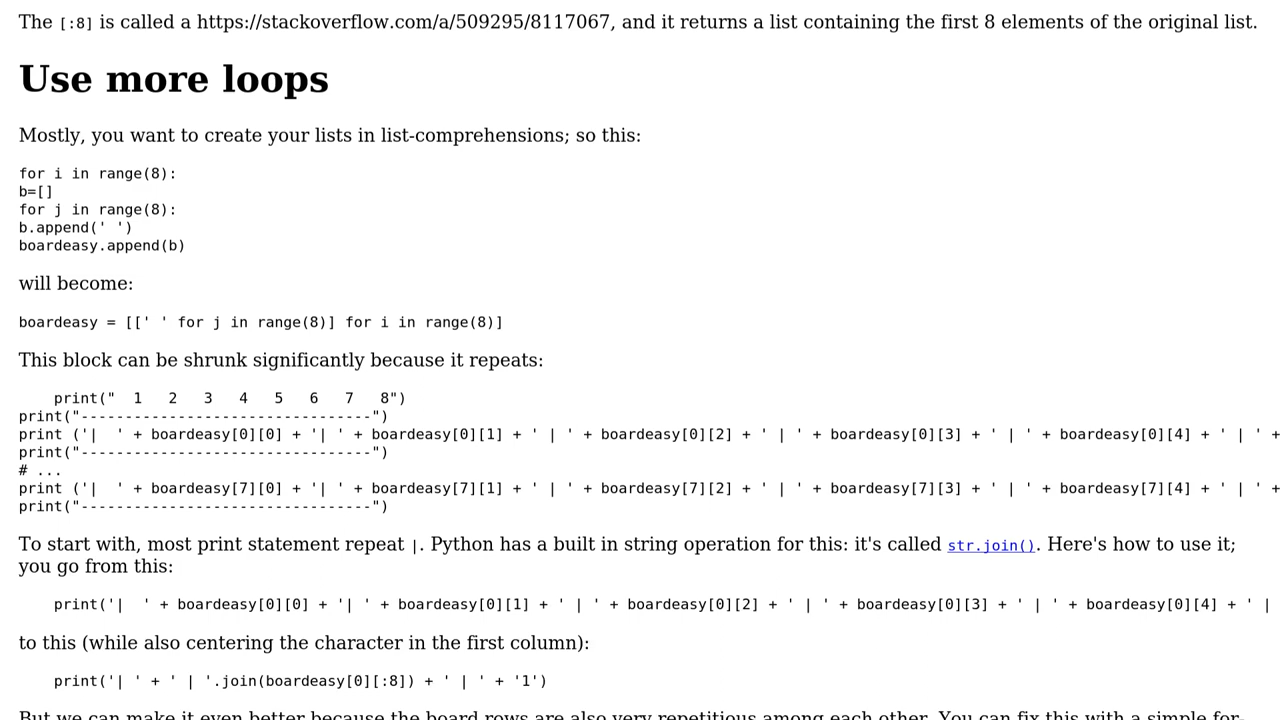 The [:8] is called a https://stackoverflow.com/a/509295/8117067, and it returns a list containing the first 8 elements of the original list.
Use more loops
Mostly, you want to create your lists in list-comprehensions; so this:
for i in range(8):
b=[]
for j in range(8):
b.append(' ')
boardeasy.append(b)
will become:
boardeasy = [[' ' for j in range(8)] for i in range(8)]
This block can be shrunk significantly because it repeats:
    print("  1   2   3   4   5   6   7   8")
print("---------------------------------")
print ('|  ' + boardeasy[0][0] + '| ' + boardeasy[0][1] + ' | ' + boardeasy[0][2] + ' | ' + boardeasy[0][3] + ' | ' + boardeasy[0][4] + ' | ' +
print("---------------------------------")
# ...
print ('|  ' + boardeasy[7][0] + '| ' + boardeasy[7][1] + ' | ' + boardeasy[7][2] + ' | ' + boardeasy[7][3] + ' | ' + boardeasy[7][4] + ' | ' +
print("---------------------------------")
To start with, most print statement repeat |. Python has a built in string operation for this: it's called str.join(). Here's how to use it;
you go from this:
    print('|  ' + boardeasy[0][0] + '| ' + boardeasy[0][1] + ' | ' + boardeasy[0][2] + ' | ' + boardeasy[0][3] + ' | ' + boardeasy[0][4] + ' |
to this (while also centering the character in the first column):
    print('| ' + ' | '.join(boardeasy[0][:8]) + ' | ' + '1')
But we can make it even better because the board rows are also very repetitious among each other. You can fix this with a simple for-